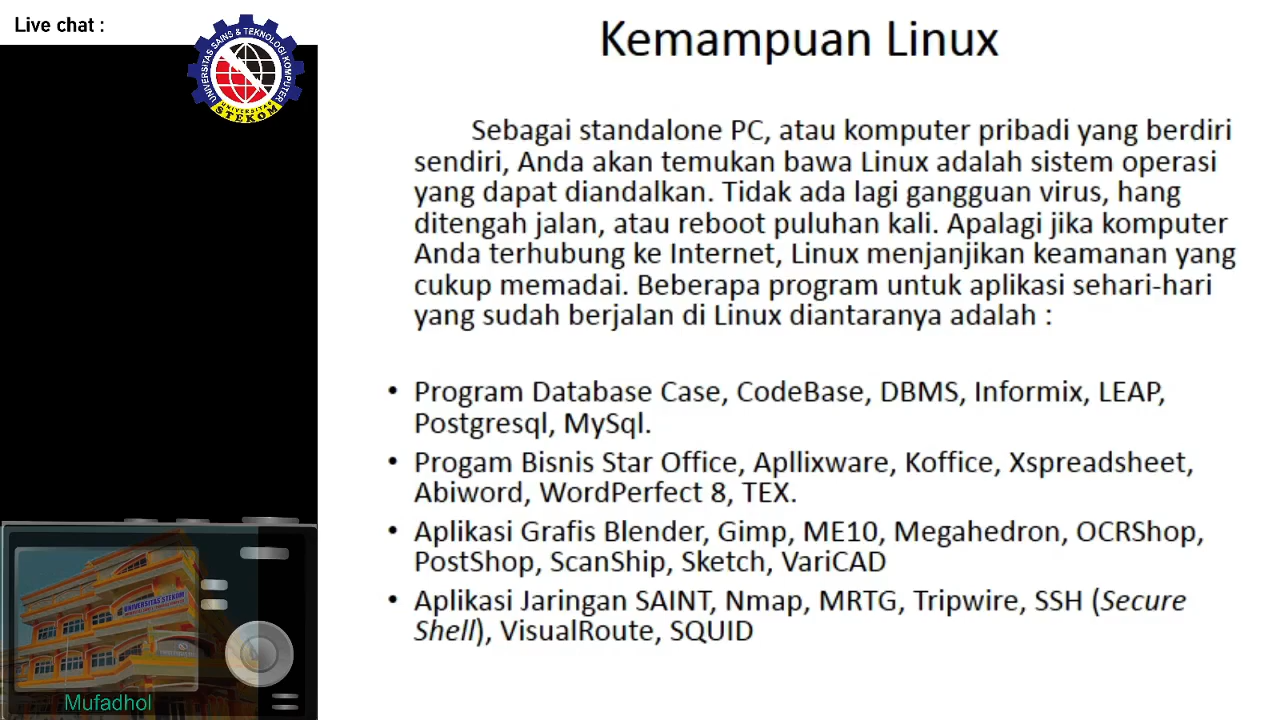 Live chat :
UNIVERSITAS SAINS & TEKNOLOGI KOMPUTER
UNIVERSITAS
STEKOM
Kemampuan Linux
Sebagai standalone PC, atau komputer pribadi yang berdiri
sendiri, Anda akan temukan bawa Linux adalah sistem operasi
yang dapat diandalkan. Tidak ada lagi gangguan virus, hang
ditengah jalan, atau reboot puluhan kali. Apalagi jika komputer
Anda terhubung ke Internet, Linux menjanjikan keamanan yang
cukup memadai. Beberapa program untuk aplikasi sehari-hari
yang sudah berjalan di Linux diantaranya adalah :
• Program Database Case, CodeBase, DBMS, Informix, LEAP,
Postgresql, MySql.
• Progam Bisnis Star Office, Apllixware, Koffice, Xspreadsheet,
Abiword, WordPerfect 8, TEX.
• Aplikasi Grafis Blender, Gimp, ME10, Megahedron, OCRShop,
PostShop, ScanShip, Sketch, VariCAD
• Aplikasi Jaringan SAINT, Nmap, MRTG, Tripwire, SSH (Secure
Shell), VisualRoute, SQUID
UNIVERSITAS STEKOM
Mufadhol